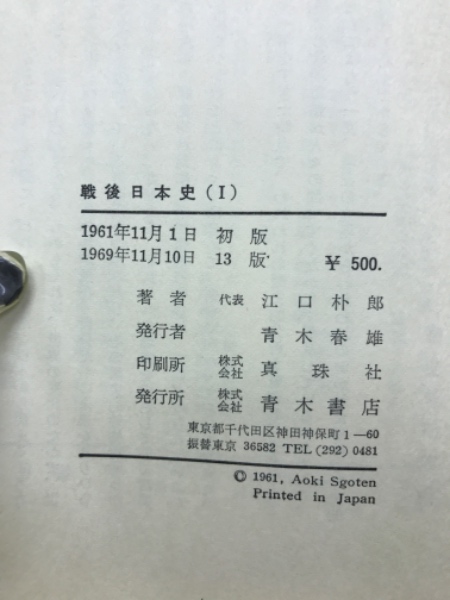 戦後日本史(I)
1961年11月1日 初版
1969年11月10日 13版 ¥500.
著者 代表 江口朴郎
発行者 青木春雄
印刷所 株式会社 真珠社
発行所 株式会社 青木書店
東京都千代田区神田神保町1—60
振替東京 36582 TEL(292)0481
© 1961, Aoki Sgoten
Printed in Japan